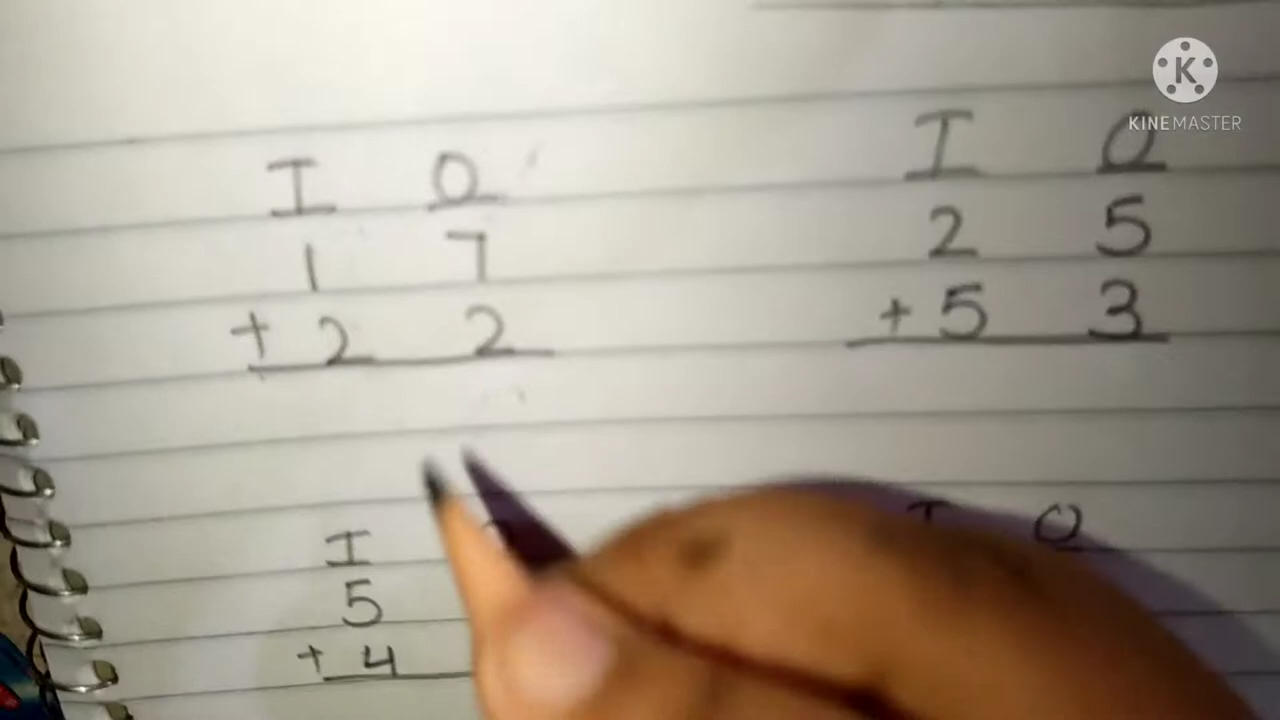 KINEMASTER
I O
1 7
+ 2 2
I O
2 5
+ 5 3
I
5
+ 4
I O